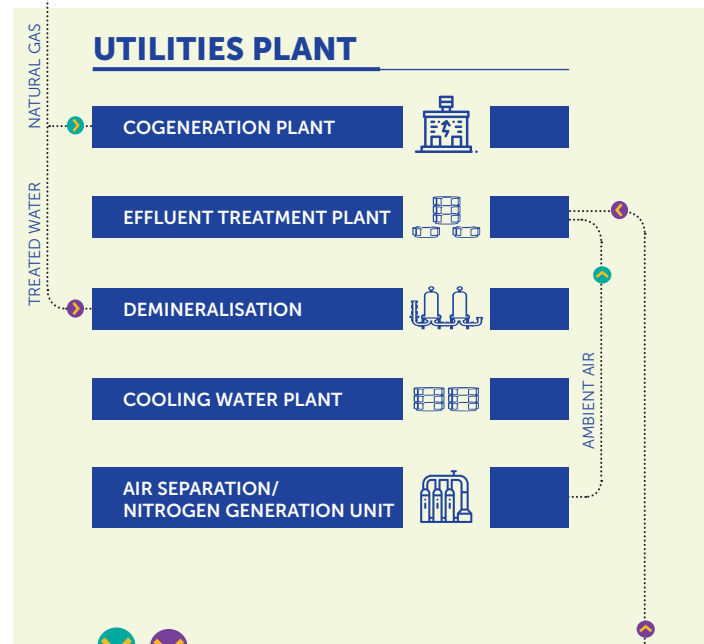 NATURAL GAS
UTILITIES PLANT
COGENERATION PLANT
TREATED WATER
EFFLUENT TREATMENT PLANT
DEMINERALISATION
AMBIENT AIR
COOLING WATER PLANT
AIR SEPARATION/
NITROGEN GENERATION UNIT